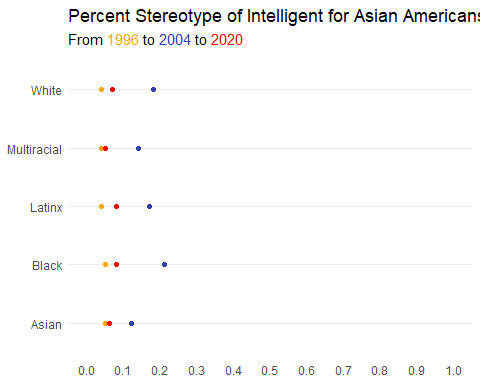 Percent Stereotype of Intelligent for Asian Americans
From 1996 to 2004 to 2020
White
Multiracial
Latinx
Black
Asian
0.0 0.1 0.2 0.3 0.4 0.5 0.6 0.7 0.8 0.9 1.0